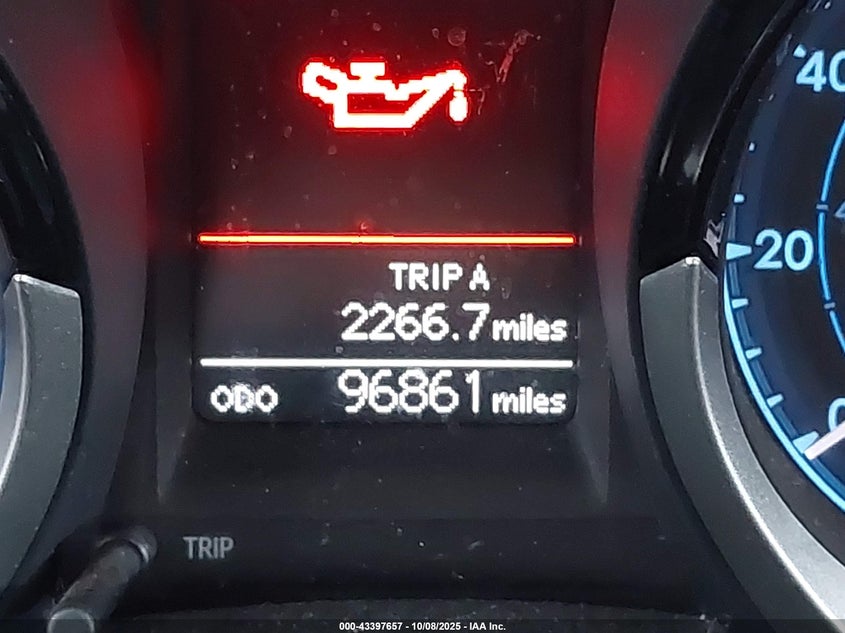 40
20
TRIP A
2266.7 miles
ODO 96861 miles
TRIP
000-43397657 - 10/08/2025 - IAA Inc.